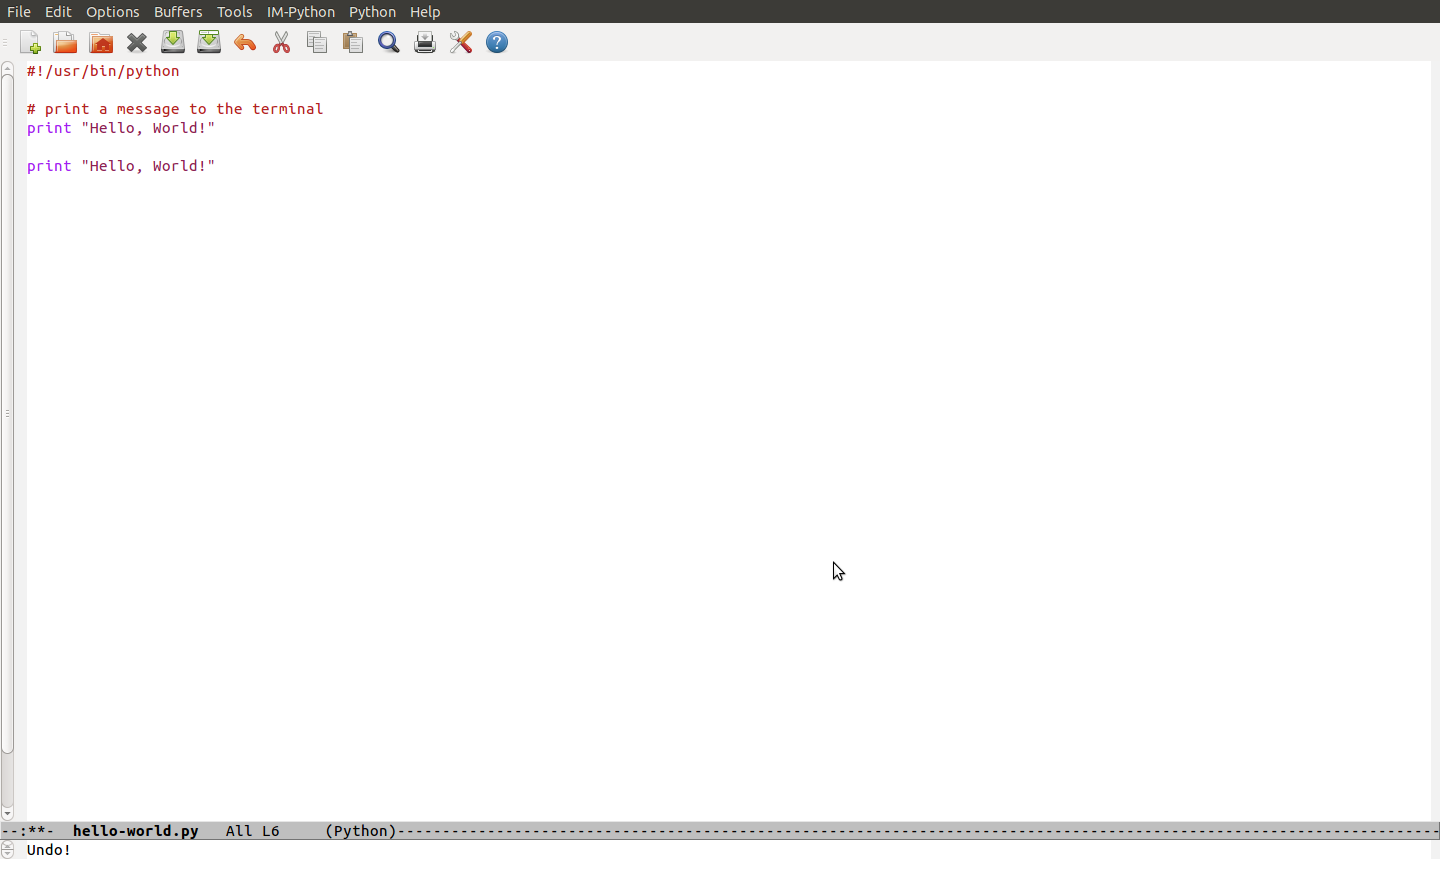 File Edit Options Buffers Tools IM-Python Python Help
#!/usr/bin/python
# print a message to the terminal
print "Hello, World!"
print "Hello, World!"
--:**-  hello-world.py   All L6     (Python)--------------------------------------------------------------------------------------------------------------------
Undo!